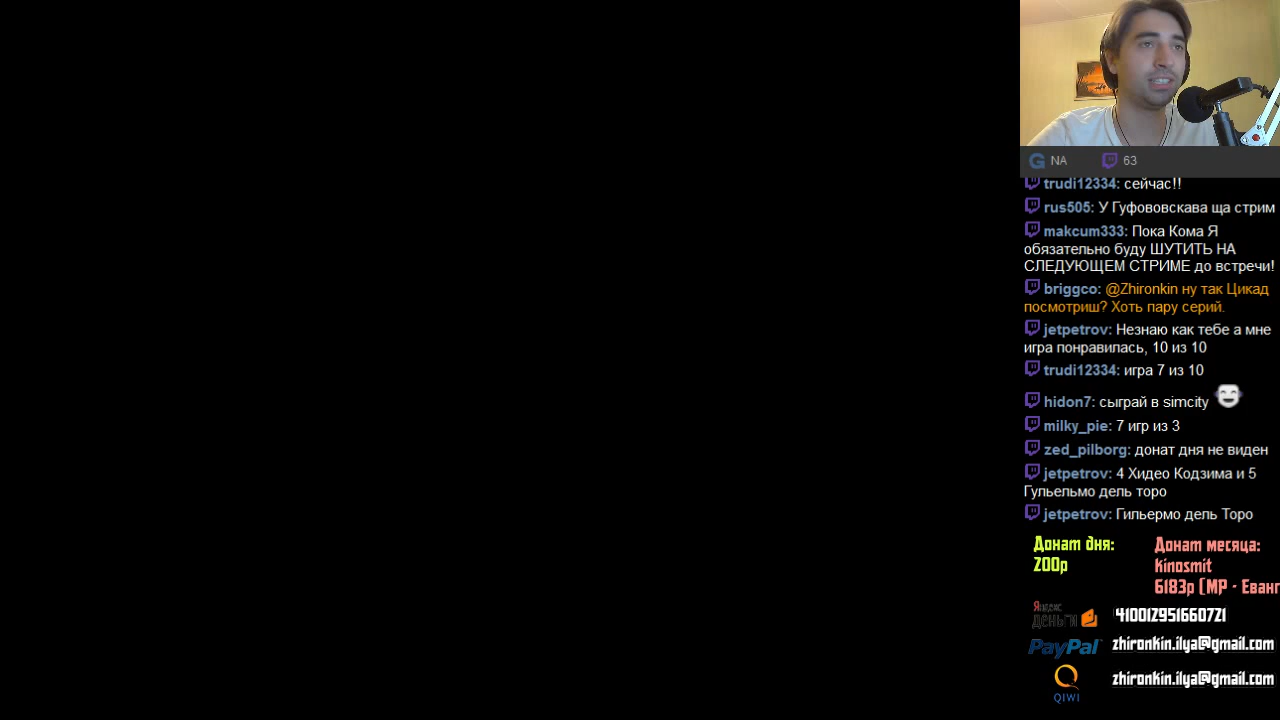 NA 63
trudi12334: сейчас!!
rus505: У Гуфововскава ща стрим
makcum333: Пока Кома Я
обязательно буду ШУТИТЬ НА
СЛЕДУЮЩЕМ СТРИМЕ до встречи!
briggco: @Zhironkin ну так Цикад
посмотриш? Хоть пару серий.
jetpetrov: Незнаю как тебе а мне
игра понравилась, 10 из 10
trudi12334: игра 7 из 10
hidon7: сыграй в simcity
milky_pie: 7 игр из 3
zed_pilborg: донат дня не виден
jetpetrov: 4 Хидео Кодзима и 5
Гульельмо дель торо
jetpetrov: Гильермо дель Торо
Донат дня:
200р
Донат месяца:
kinosmit
6183р (МР - Еванг
Яндекс
деньги
410012951660721
PayPal
zhironkin.ilya@gmail.com
QIWI
zhironkin.ilya@gmail.com